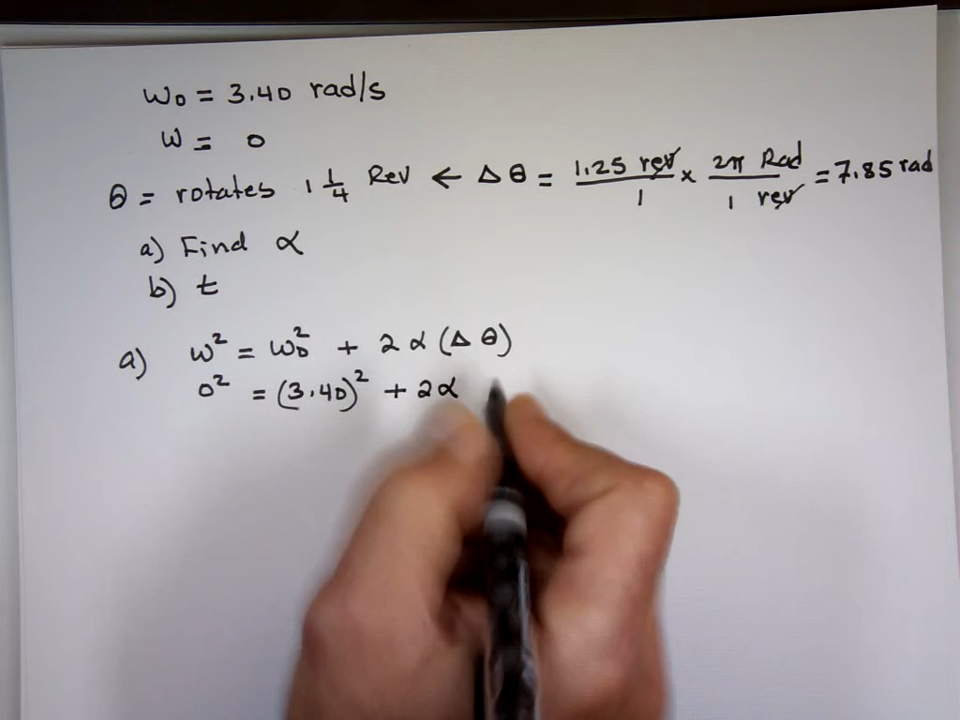 ω₀ = 3.40 rad/s
ω = 0
θ = rotates 1 1/4 Rev ← Δθ = 1.25 rev/1 × 2π Rad/1 rev = 7.85 rad
a) Find α
b) t
a) ω² = ω₀² + 2α(Δθ)
0² = (3.40)² + 2α